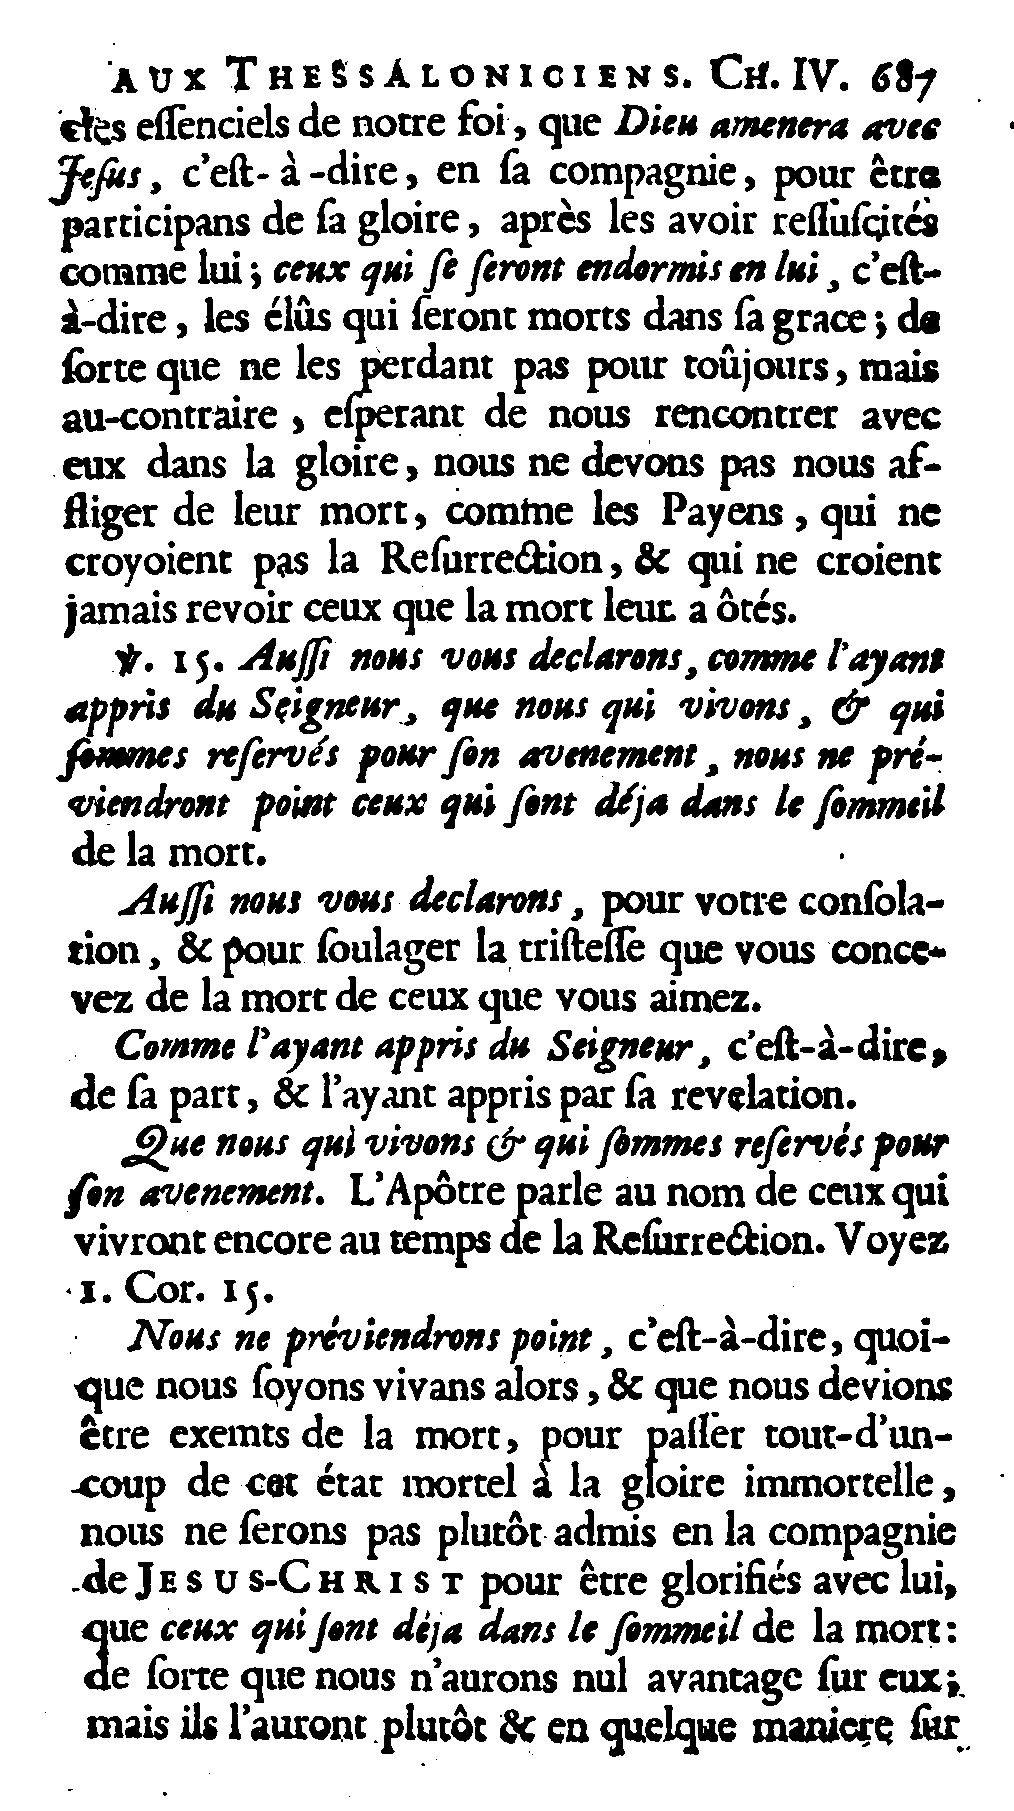 AUX THESSALONICIENS. CH. IV. 687
cles eſſenciels de notre foi, que Dieu amenera avec
Jeſus, c'eſt-à-dire, en ſa compagnie, pour être
participans de ſa gloire, après les avoir reſſuſcités
comme lui; ceux qui ſe ſeront endormis en lui, c'eſt-
à-dire, les élûs qui ſeront morts dans ſa grace; de
ſorte que ne les perdant pas pour toûjours, mais
au-contraire, eſperant de nous rencontrer avec
eux dans la gloire, nous ne devons pas nous af-
fliger de leur mort, comme les Payens, qui ne
croyoient pas la Reſurrection, & qui ne croient
jamais revoir ceux que la mort leur a ôtés.
℣. 15. Auſſi nous vous declarons, comme l'ayant
appris du Seigneur, que nous qui vivons, & qui
ſommes reſervés pour ſon avenement, nous ne pré-
viendront point ceux qui ſont déja dans le ſommeil
de la mort.
Auſſi nous vous declarons, pour votre conſola-
tion, & pour ſoulager la triſteſſe que vous conce-
vez de la mort de ceux que vous aimez.
Comme l'ayant appris du Seigneur, c'eſt-à-dire,
de ſa part, & l'ayant appris par ſa revelation.
Que nous qui vivons & qui ſommes reſervés pour
ſon avenement. L'Apôtre parle au nom de ceux qui
vivront encore au temps de la Reſurrection. Voyez
1. Cor. 15.
Nous ne préviendrons point, c'eſt-à-dire, quoi-
que nous ſoyons vivans alors, & que nous devions
être exemts de la mort, pour paſſer tout-d'un-
coup de cet état mortel à la gloire immortelle,
nous ne ſerons pas plutôt admis en la compagnie
de JESUS-CHRIST pour être glorifiés avec lui,
que ceux qui ſont déja dans le ſommeil de la mort:
de ſorte que nous n'aurons nul avantage ſur eux;
mais ils l'auront plutôt & en quelque maniere ſur